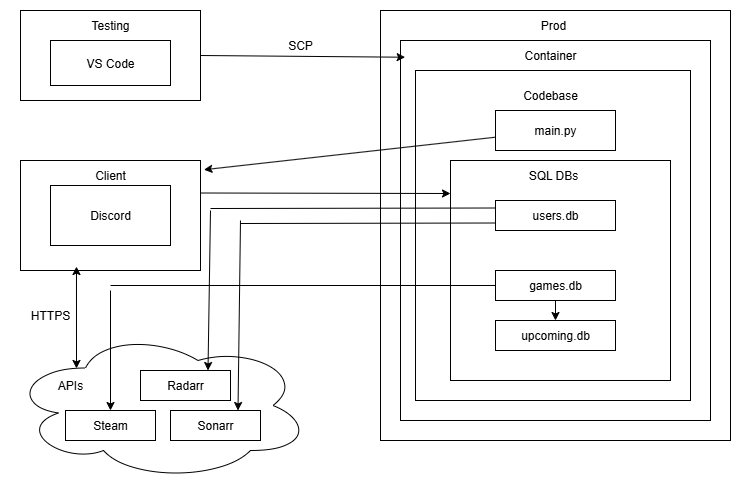 Testing
VS Code
SCP
Prod
Container
Codebase
main.py
Client
Discord
SQL DBs
users.db
games.db
upcoming.db
HTTPS
APIs
Radarr
Steam
Sonarr